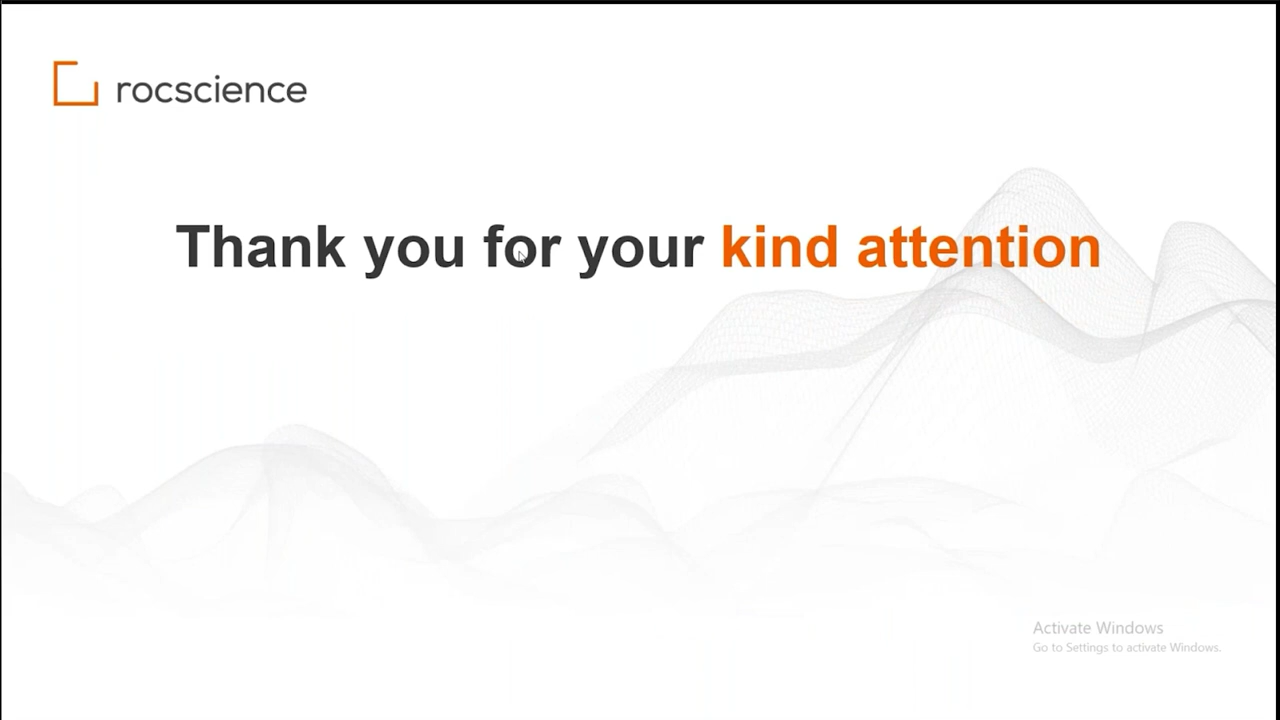 rocscience
Thank you for your kind attention
Activate Windows
Go to Settings to activate Windows.